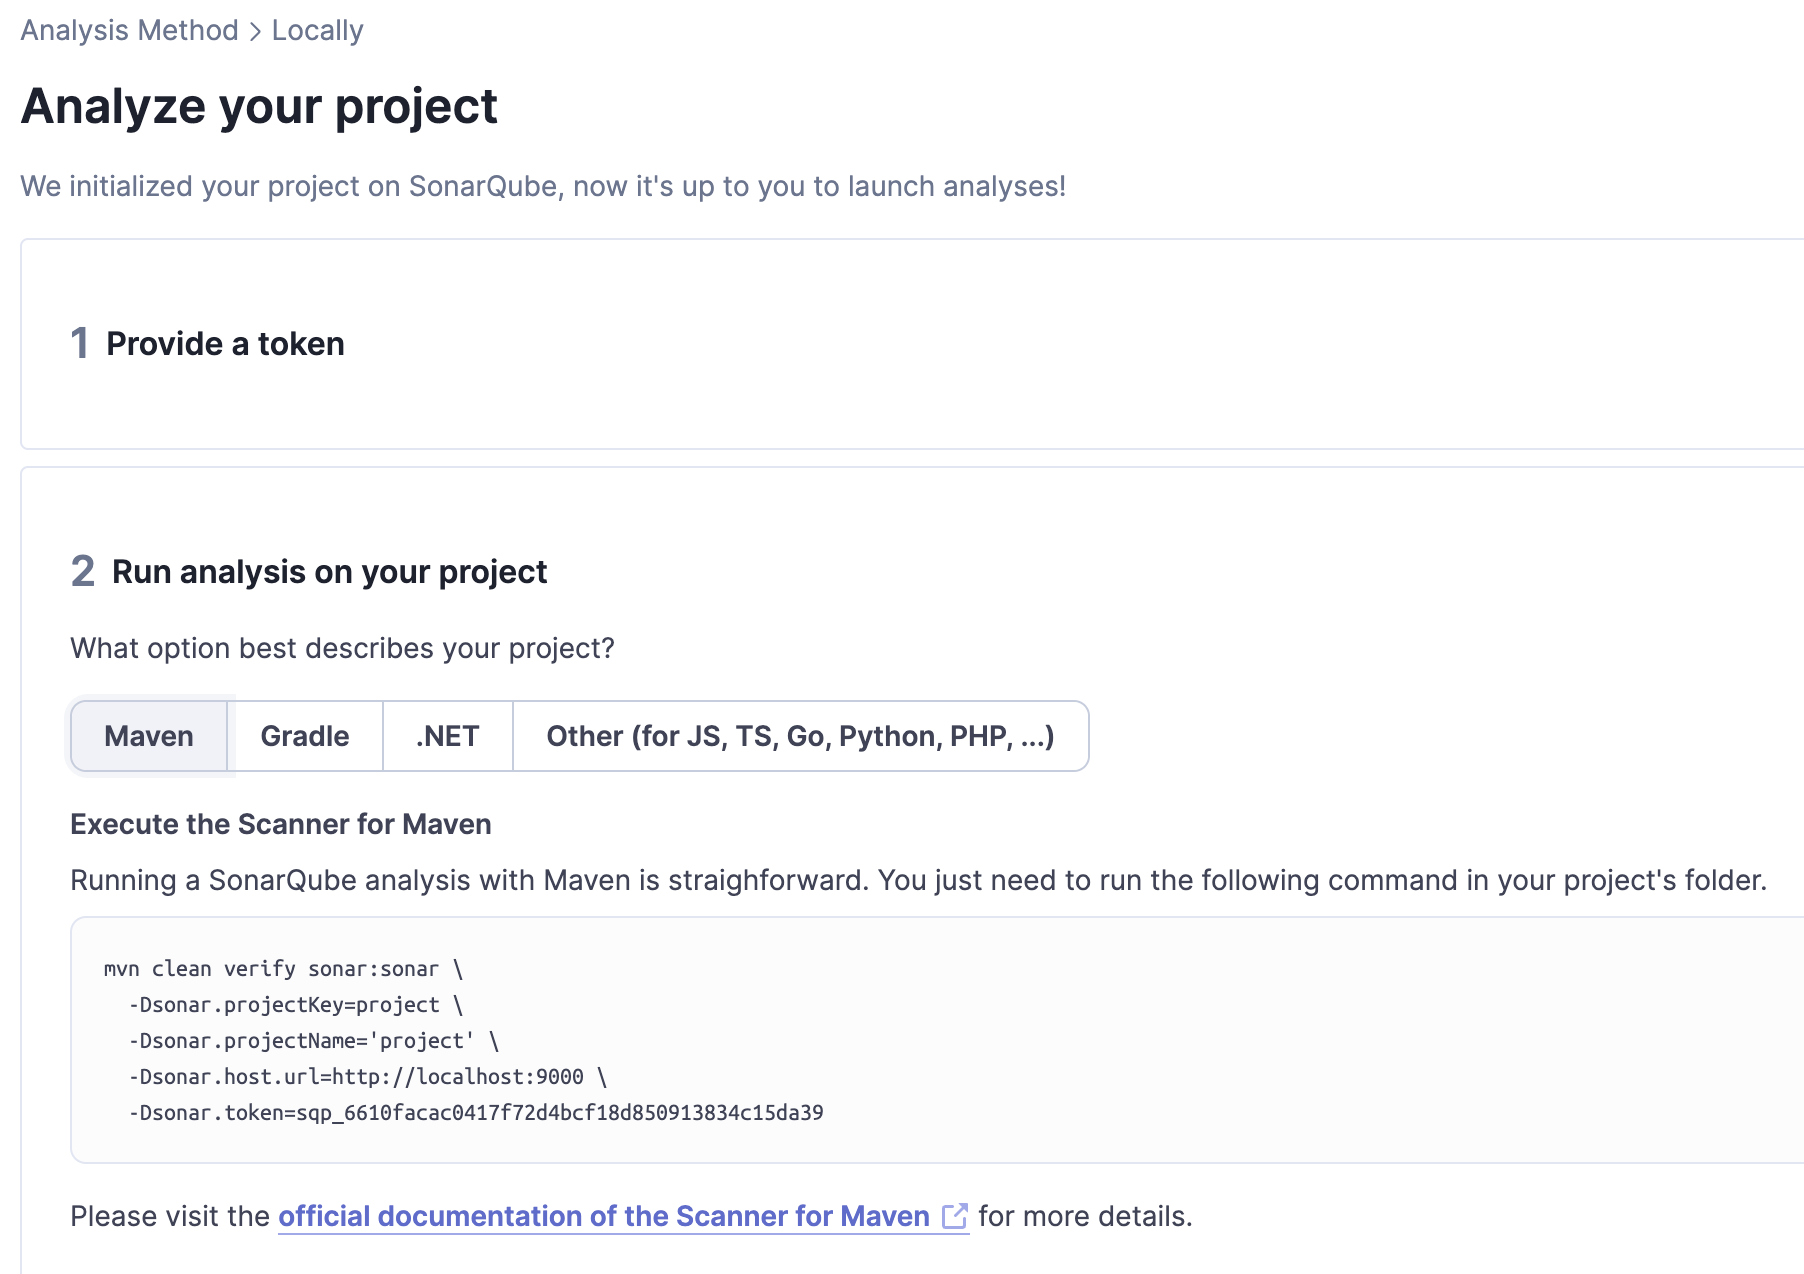 Analysis Method > Locally
Analyze your project
We initialized your project on SonarQube, now it's up to you to launch analyses!
1 Provide a token
2 Run analysis on your project
What option best describes your project?
Maven Gradle .NET Other (for JS, TS, Go, Python, PHP, ...)
Execute the Scanner for Maven
Running a SonarQube analysis with Maven is straighforward. You just need to run the following command in your project's folder.
mvn clean verify sonar:sonar \
  -Dsonar.projectKey=project \
  -Dsonar.projectName='project' \
  -Dsonar.host.url=http://localhost:9000 \
  -Dsonar.token=sqp_6610facac0417f72d4bcf18d850913834c15da39
Please visit the official documentation of the Scanner for Maven for more details.